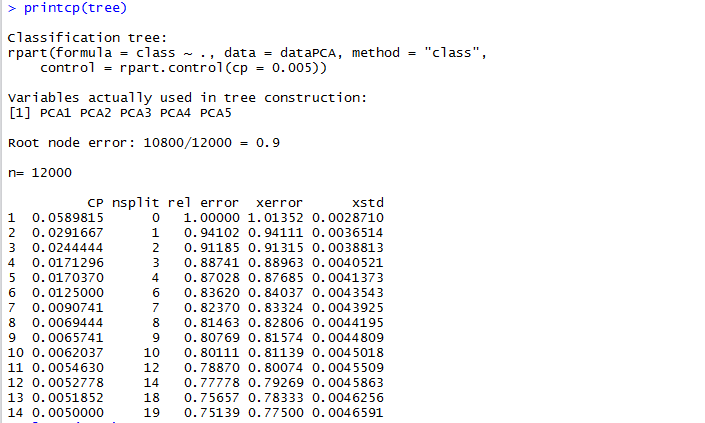 > printcp(tree)
Classification tree:
rpart(formula = class ~ ., data = dataPCA, method = "class",
    control = rpart.control(cp = 0.005))
Variables actually used in tree construction:
[1] PCA1 PCA2 PCA3 PCA4 PCA5
Root node error: 10800/12000 = 0.9
n= 12000
          CP nsplit rel error  xerror      xstd
1  0.0589815      0   1.00000 1.01352 0.0028710
2  0.0291667      1   0.94102 0.94111 0.0036514
3  0.0244444      2   0.91185 0.91315 0.0038813
4  0.0171296      3   0.88741 0.88963 0.0040521
5  0.0170370      4   0.87028 0.87685 0.0041373
6  0.0125000      6   0.83620 0.84037 0.0043543
7  0.0090741      7   0.82370 0.83324 0.0043925
8  0.0069444      8   0.81463 0.82806 0.0044195
9  0.0065741      9   0.80769 0.81574 0.0044809
10 0.0062037     10   0.80111 0.81139 0.0045018
11 0.0054630     12   0.78870 0.80074 0.0045509
12 0.0052778     14   0.77778 0.79269 0.0045863
13 0.0051852     18   0.75657 0.78333 0.0046256
14 0.0050000     19   0.75139 0.77500 0.0046591